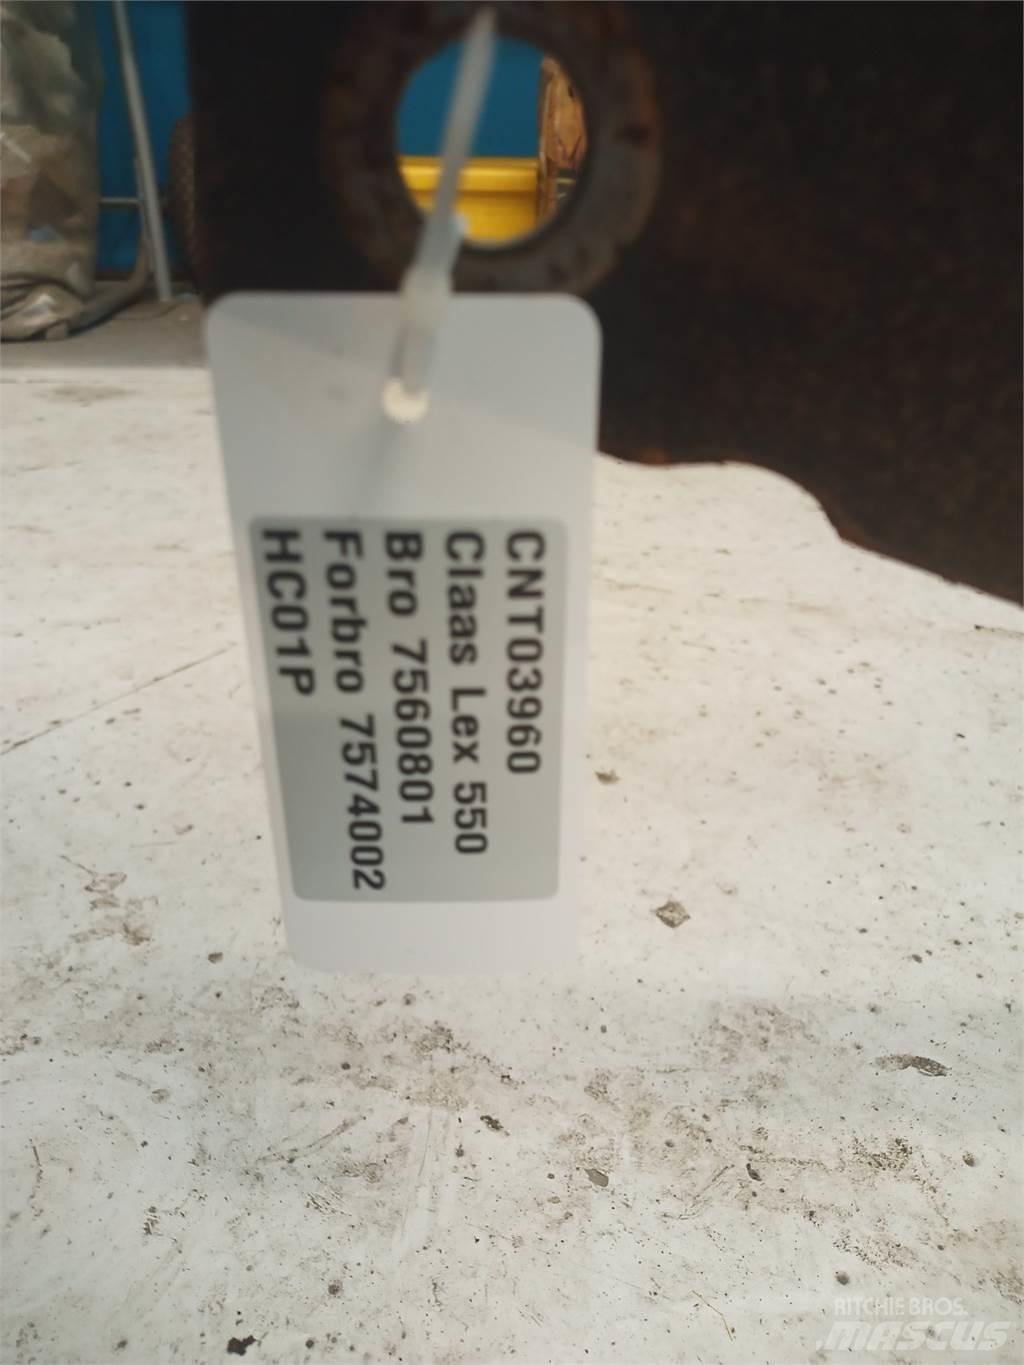 CNT03960
Claas Lex 550
Bro 7560801
Forbro 7574002
HC01P
RITCHIE BROS.
MASCUS